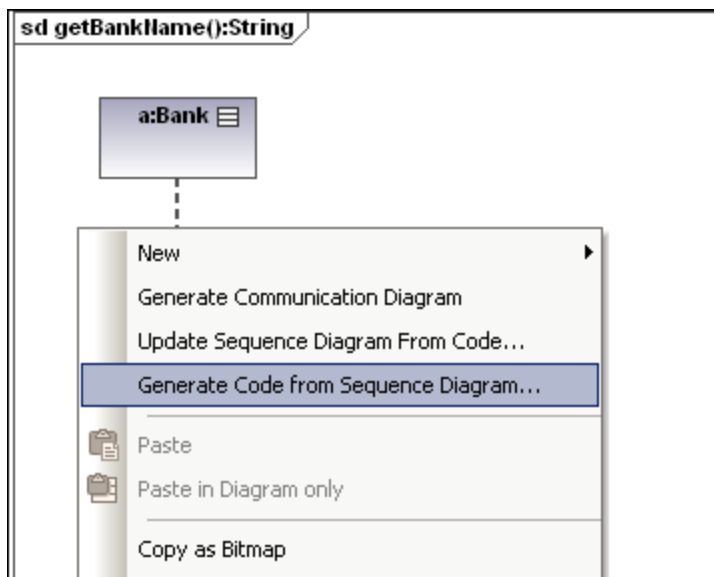 sd getBankName():String
a:Bank
New
Generate Communication Diagram
Update Sequence Diagram From Code...
Generate Code from Sequence Diagram...
Paste
Paste in Diagram only
Copy as Bitmap